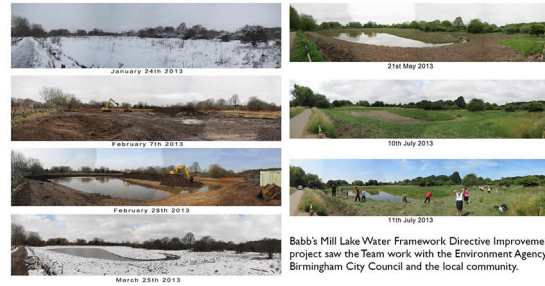 January 24th 2013
February 7th 2013
February 28th 2013
March 25th 2013
21st May 2013
10th July 2013
11th July 2013
Babb's Mill Lake Water Framework Directive Improveme
project saw the Team work with the Environment Agency
Birmingham City Council and the local community.